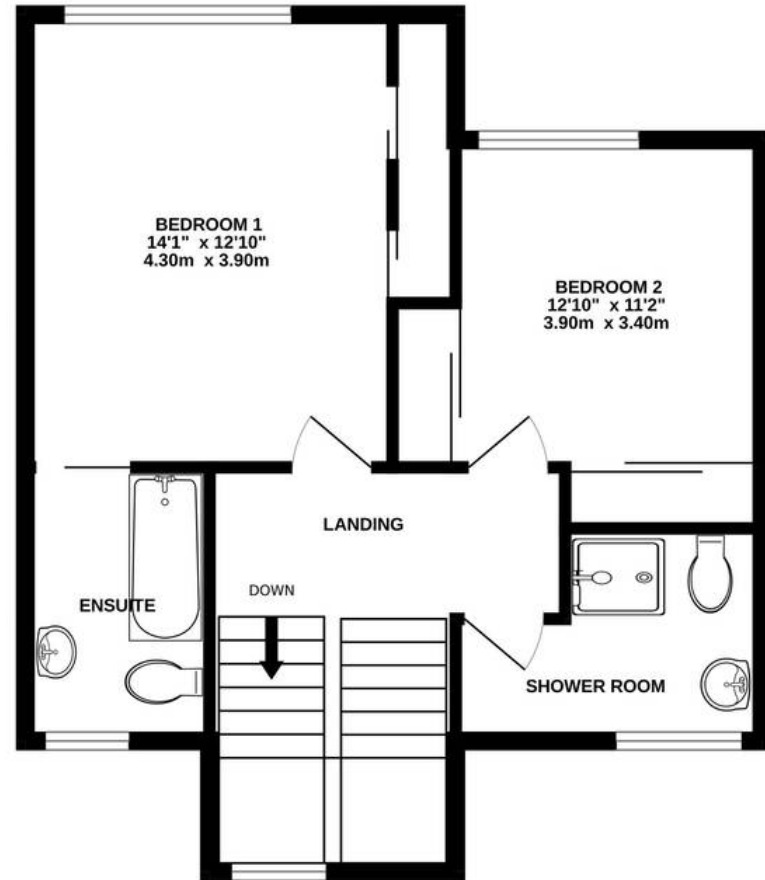 BEDROOM 1
14'1" x 12'10"
4.30m x 3.90m
BEDROOM 2
12'10" x 11'2"
3.90m x 3.40m
LANDING
DOWN
ENSUITE
SHOWER ROOM